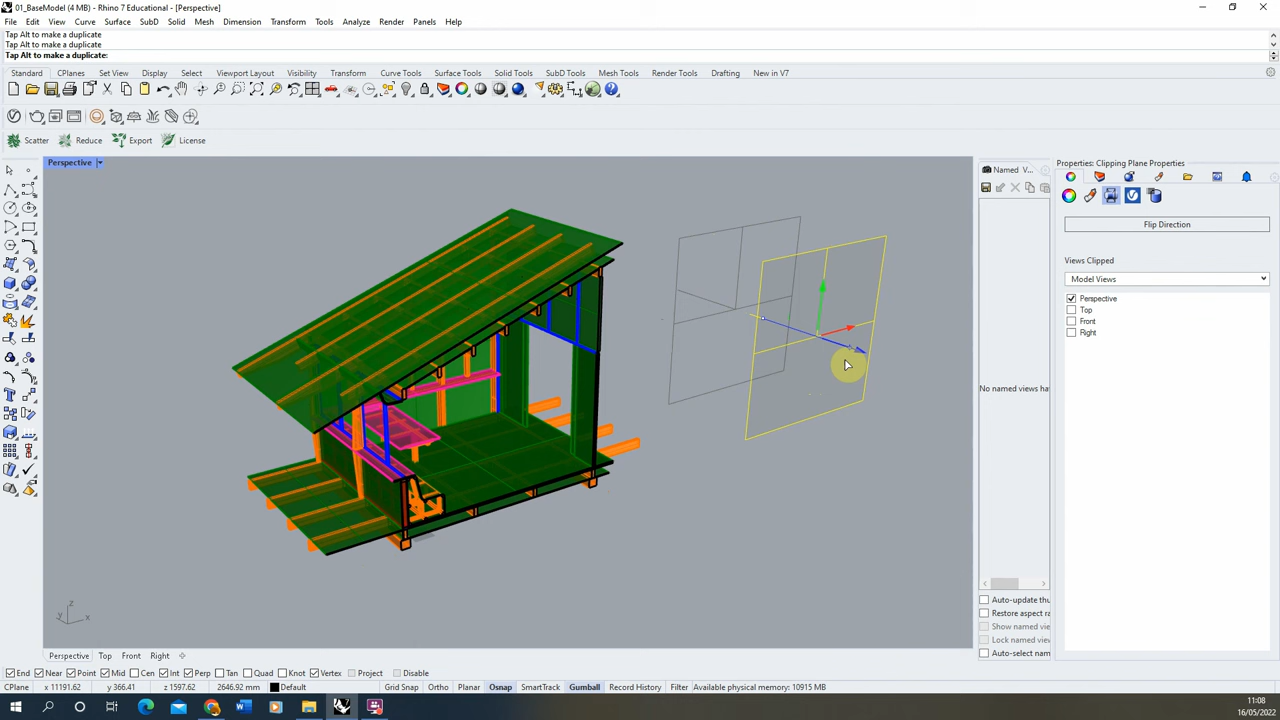 01_BaseModel (4 MB) - Rhino 7 Educational - [Perspective]
File Edit View Curve Surface SubD Solid Mesh Dimension Transform Tools Analyze Render Panels Help
Tap Alt to make a duplicate
Tap Alt to make a duplicate
Tap Alt to make a duplicate:
Standard CPlanes Set View Display Select Viewport Layout Visibility Transform Curve Tools Surface Tools Solid Tools SubD Tools Mesh Tools Render Tools Drafting New in V7
Scatter Reduce Export License
Perspective
Named V...
No named views ha
Auto-update thu
Restore aspect ra
Show named view
Lock named view
Auto-select nam
Properties: Clipping Plane Properties
Flip Direction
Views Clipped
Model Views
Perspective
Top
Front
Right
z
y
x
Perspective Top Front Right
End Near Point Mid Cen Int Perp Tan Quad Knot Vertex Project Disable
CPlane x 11191.62 y 366.41 z 1597.62 2646.92 mm Default Grid Snap Ortho Planar Osnap SmartTrack Gumball Record History Filter Available physical memory: 10915 MB
11:08
16/05/2022